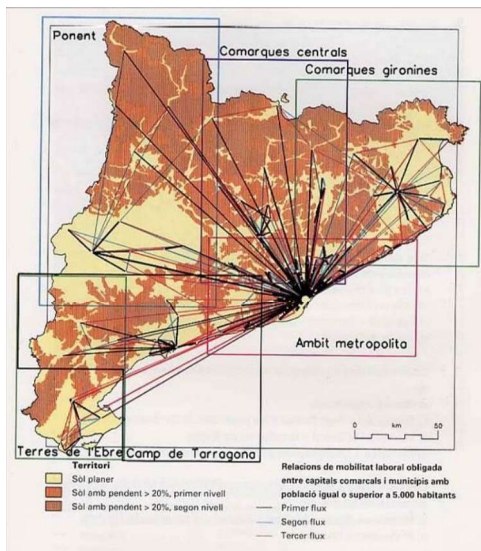 Ponent
Comarques centrals
Comarques gironines
Àmbit metropolita
Terres de l'Ebre
Camp de Tarragona
0 km 50
Territori
Sòl planer
Sòl amb pendent > 20%, primer nivell
Sòl amb pendent > 20%, segon nivell
Relacions de mobilitat laboral obligada
entre capitals comarcals i municipis amb
població igual o superior a 5.000 habitants
Primer flux
Segon flux
Tercer flux